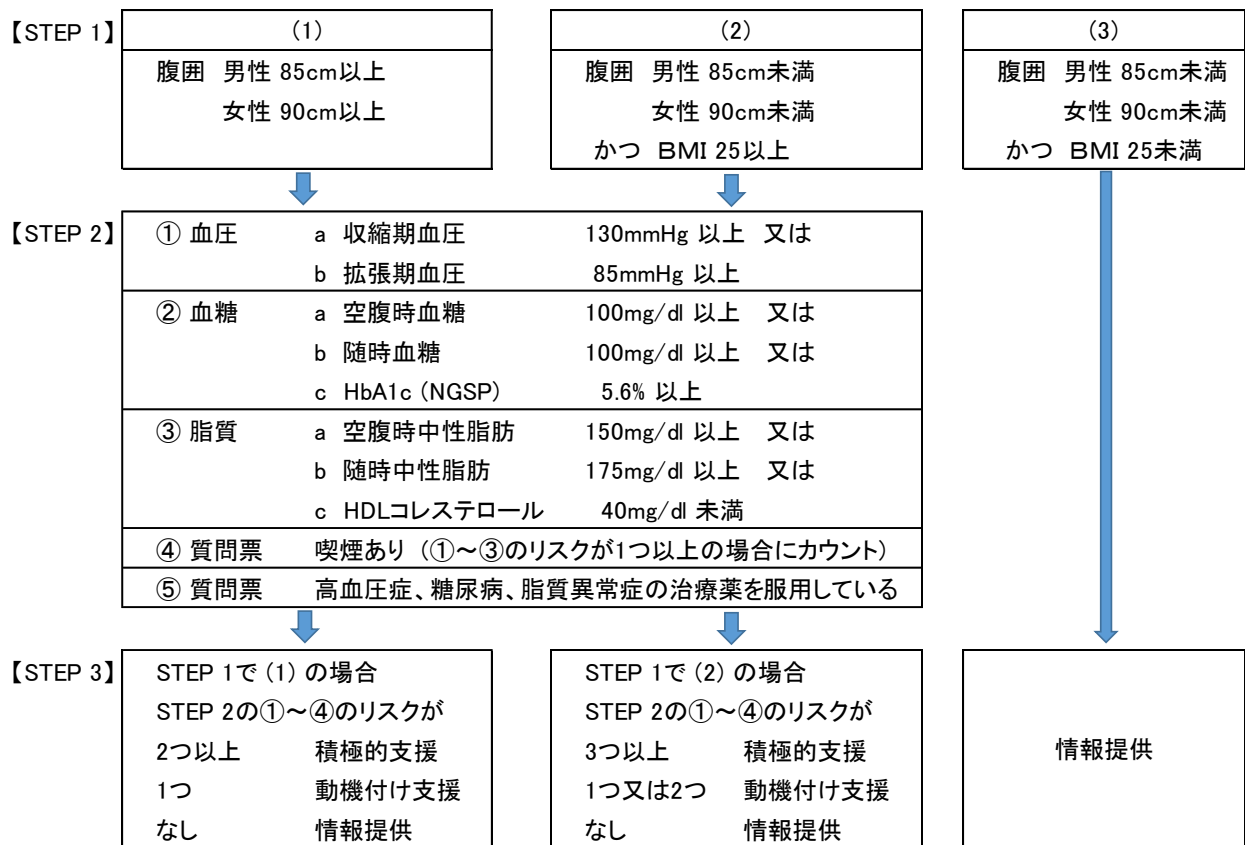 【STEP 1】
(1)
腹囲 男性 85cm以上
女性 90cm以上
(2)
腹囲 男性 85cm未満
女性 90cm未満
かつ BMI 25以上
(3)
腹囲 男性 85cm未満
女性 90cm未満
かつ BMI 25未満
【STEP 2】
① 血圧 a 収縮期血圧 130mmHg 以上 又は
b 拡張期血圧 85mmHg 以上
② 血糖 a 空腹時血糖 100mg/dl 以上 又は
b 随時血糖 100mg/dl 以上 又は
c HbA1c (NGSP) 5.6% 以上
③ 脂質 a 空腹時中性脂肪 150mg/dl 以上 又は
b 随時中性脂肪 175mg/dl 以上 又は
c HDLコレステロール 40mg/dl 未満
④ 質問票 喫煙あり (①～③のリスクが1つ以上の場合にカウント)
⑤ 質問票 高血圧症、糖尿病、脂質異常症の治療薬を服用している
【STEP 3】
STEP 1で (1) の場合
STEP 2の①～④のリスクが
2つ以上 積極的支援
1つ 動機付け支援
なし 情報提供
STEP 1で (2) の場合
STEP 2の①～④のリスクが
3つ以上 積極的支援
1つ又は2つ 動機付け支援
なし 情報提供
情報提供